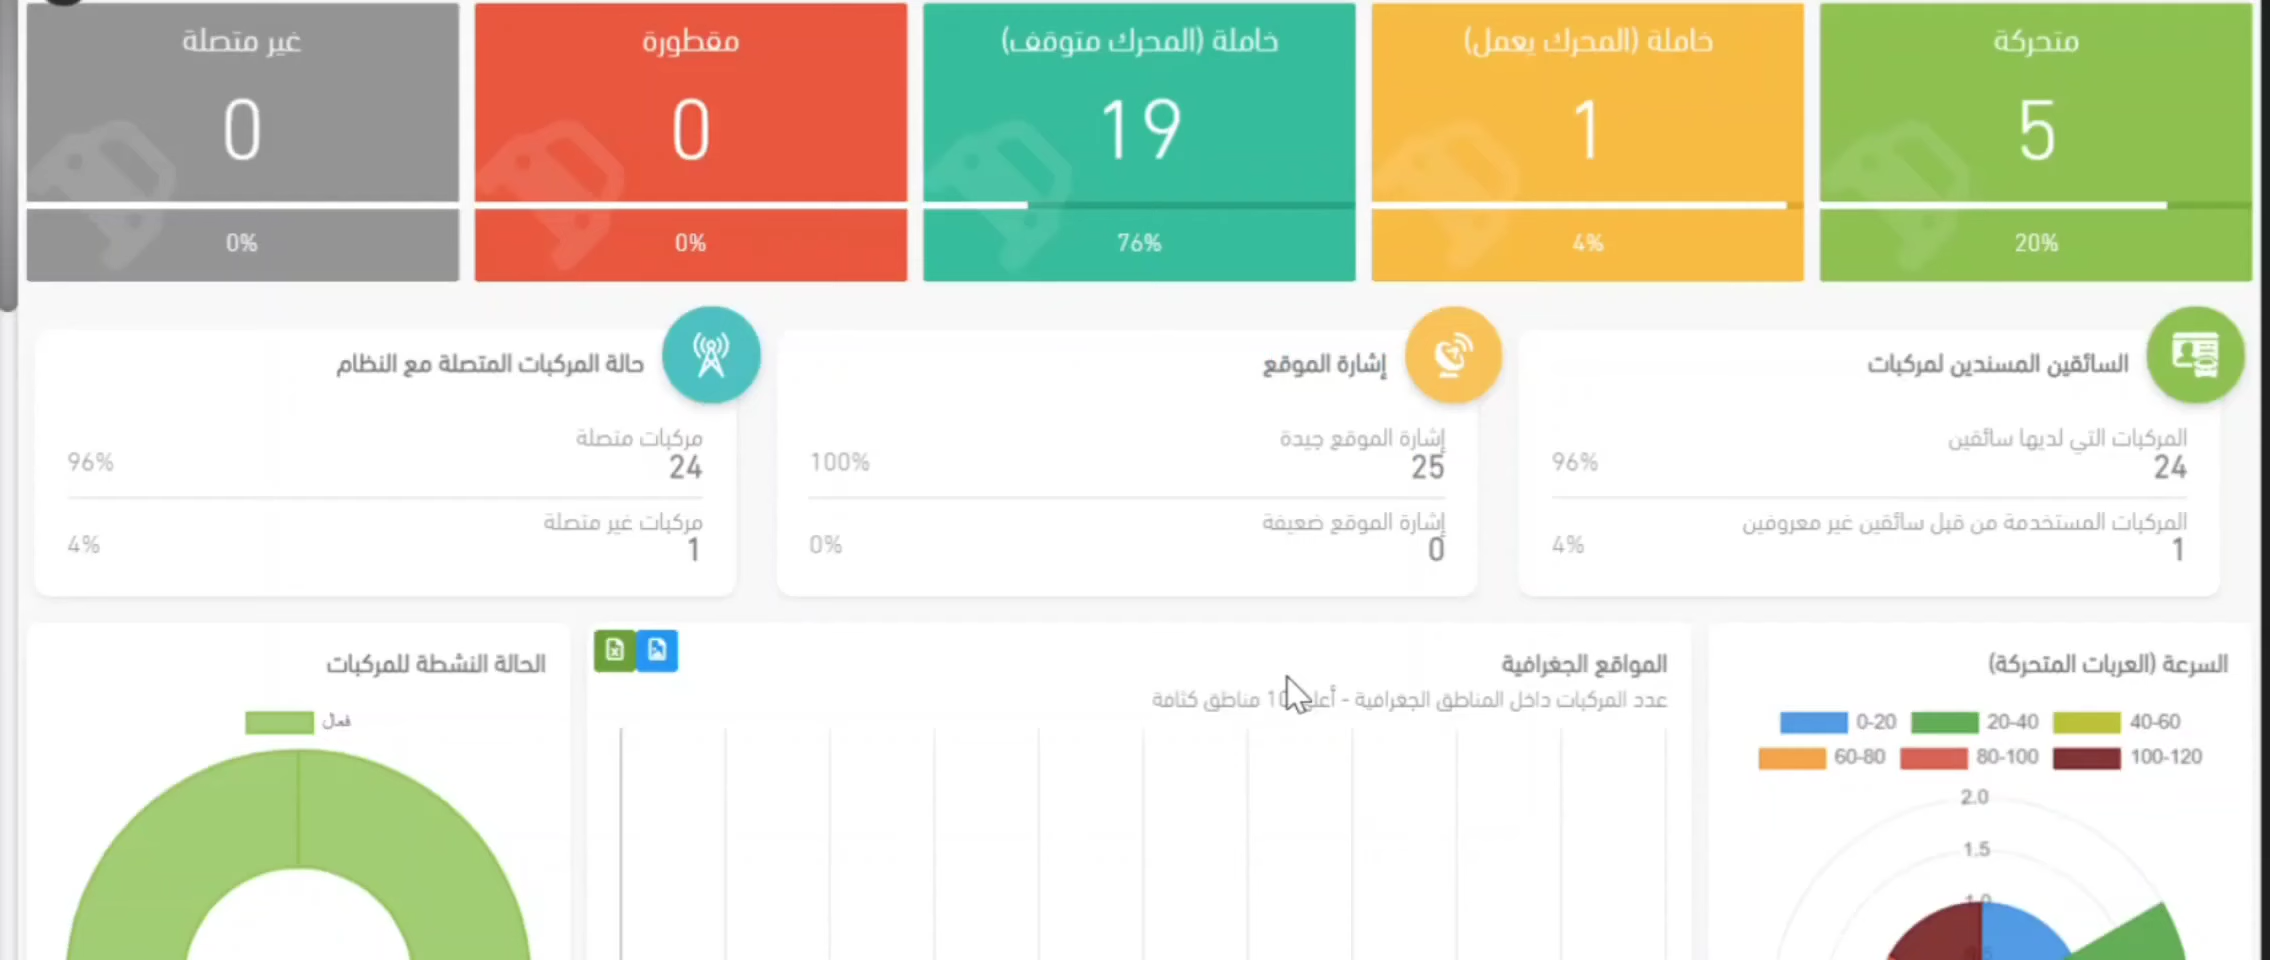 متحركة
5
20%
خاملة (المحرك يعمل)
1
4%
خاملة (المحرك متوقف)
19
76%
مقطورة
0
0%
غير متصلة
0
0%
السائقين المسندين لمركبات
المركبات التي لديها سائقين
24
96%
المركبات المستخدمة من قبل سائقين غير معروفين
1
4%
إشارة الموقع
إشارة الموقع جيدة
25
100%
إشارة الموقع ضعيفة
0
0%
حالة المركبات المتصلة مع النظام
مركبات متصلة
24
96%
مركبات غير متصلة
1
4%
السرعة (العربات المتحركة)
0-20 20-40 40-60
60-80 80-100 100-120
2.0
1.5
1.0
المواقع الجغرافية
عدد المركبات داخل المناطق الجغرافية - 10 مناطق كثافة
الحالة النشطة للمركبات
فعال